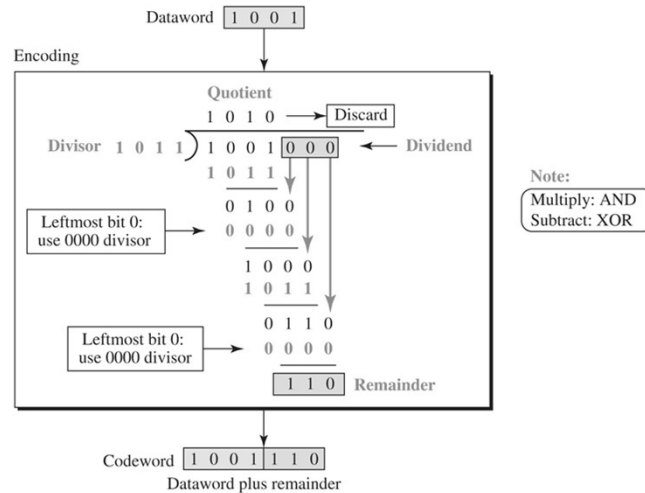 Dataword 1 0 0 1
Encoding
Quotient
1 0 1 0 Discard
Divisor 1 0 1 1 1 0 0 1 0 0 0 Dividend
1 0 1 1
Note:
Multiply: AND
Subtract: XOR
0 1 0 0
Leftmost bit 0:
use 0000 divisor
0 0 0 0
1 0 0 0
1 0 1 1
0 1 1 0
Leftmost bit 0:
use 0000 divisor
0 0 0 0
1 1 0 Remainder
Codeword 1 0 0 1 1 1 0
Dataword plus remainder